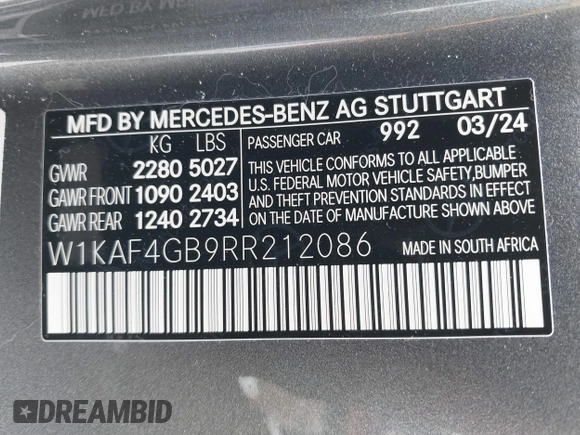 MFD BY MERCEDES-BENZ AG STUTTGART
KG LBS
GVWR 2280 5027
GAWR FRONT 1090 2403
GAWR REAR 1240 2734
PASSENGER CAR 992 03/24
THIS VEHICLE CONFORMS TO ALL APPLICABLE
U.S. FEDERAL MOTOR VEHICLE SAFETY,BUMPER
AND THEFT PREVENTION STANDARDS IN EFFECT
ON THE DATE OF MANUFACTURE SHOWN ABOVE.
W1KAF4GB9RR212086
MADE IN SOUTH AFRICA
DREAMBID